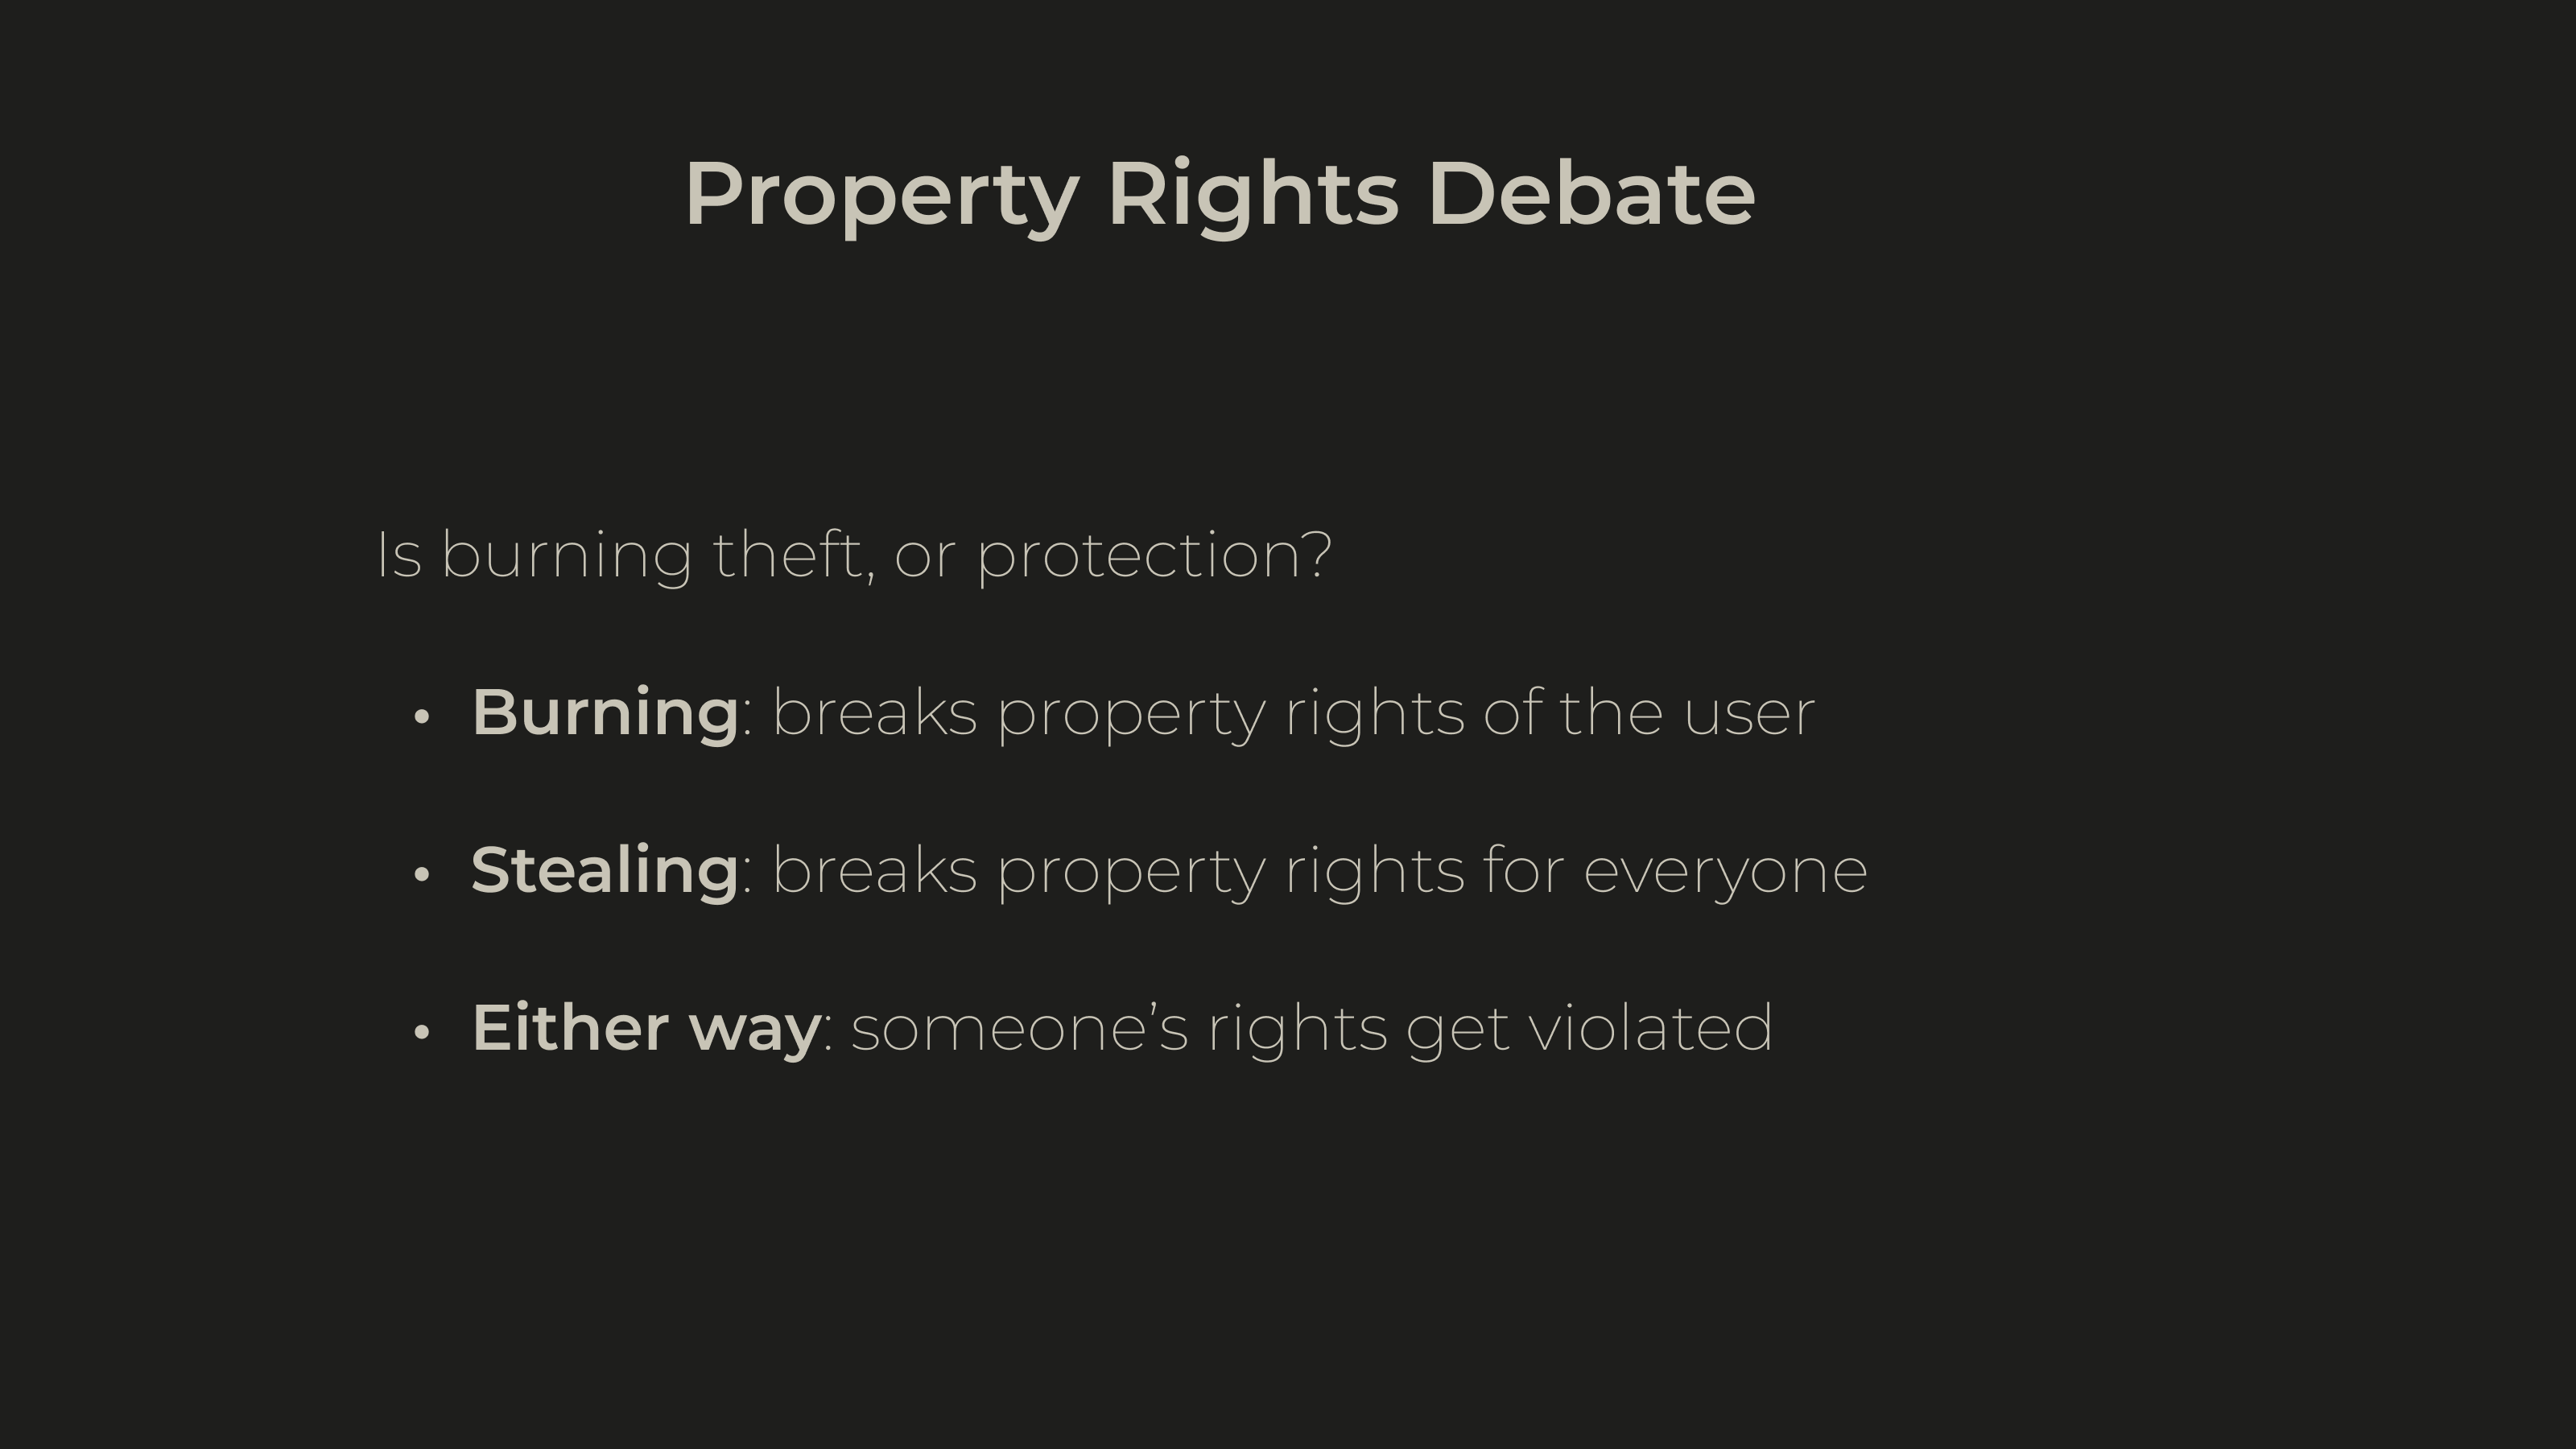 Property Rights Debate
Is burning theft, or protection?
• Burning: breaks property rights of the user
• Stealing: breaks property rights for everyone
• Either way: someone’s rights get violated